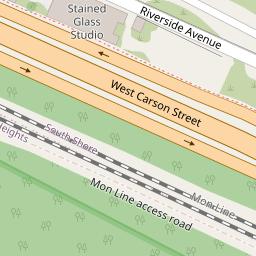 Stained
Glass
Studio
Riverside Avenue
West Carson Street
South Shore
Heights
Mon Line
Mon Line access road